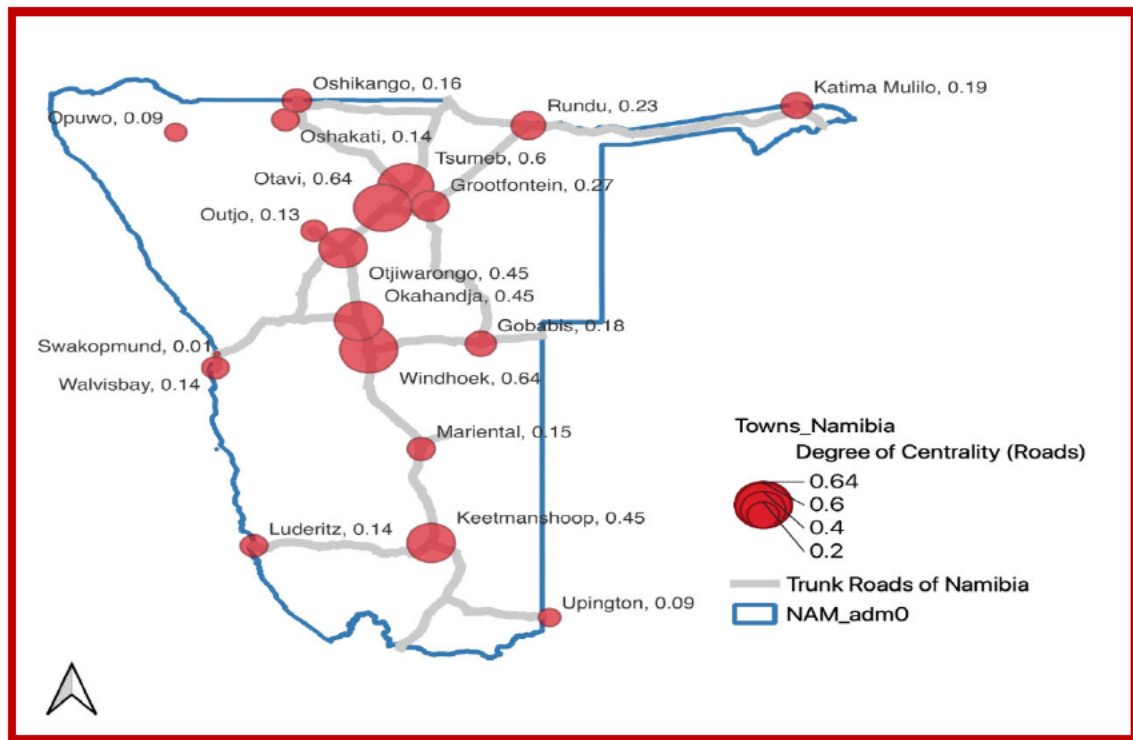 Oshikango, 0.16
Katima Mulilo, 0.19
Opuwo, 0.09
Rundu, 0.23
Oshakati, 0.14
Tsumeb, 0.6
Otavi, 0.64
Grootfontein, 0.27
Outjo, 0.13
Otjiwarongo, 0.45
Okahandja, 0.45
Gobabis, 0.18
Swakopmund, 0.01
Walvisbay, 0.14
Windhoek, 0.64
Mariental, 0.15
Keetmanshoop, 0.45
Luderitz, 0.14
Upington, 0.09
Towns_Namibia
Degree of Centrality (Roads)
0.64
0.6
0.4
0.2
Trunk Roads of Namibia
NAM_adm0